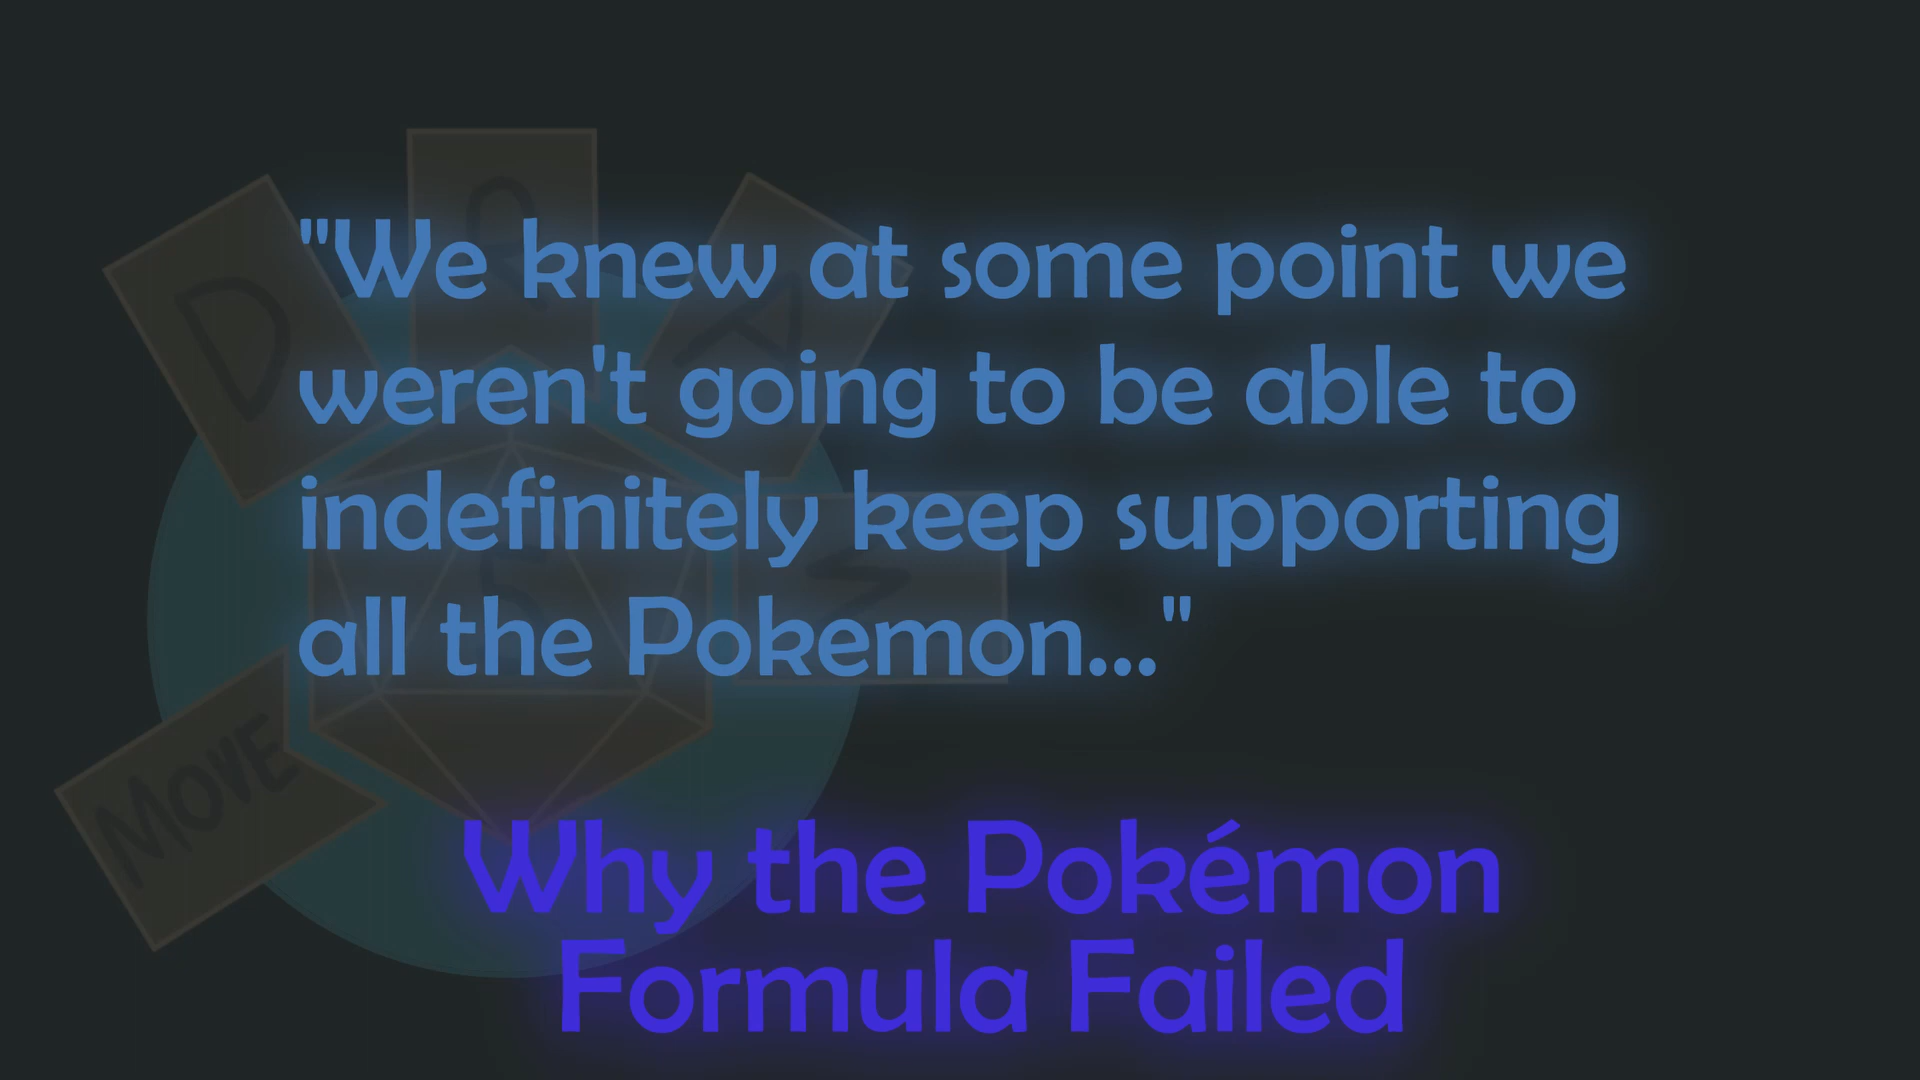 "We knew at some point we
weren't going to be able to
indefinitely keep supporting
all the Pokemon..."
D
A
MOVE
Why the Pokémon
Formula Failed